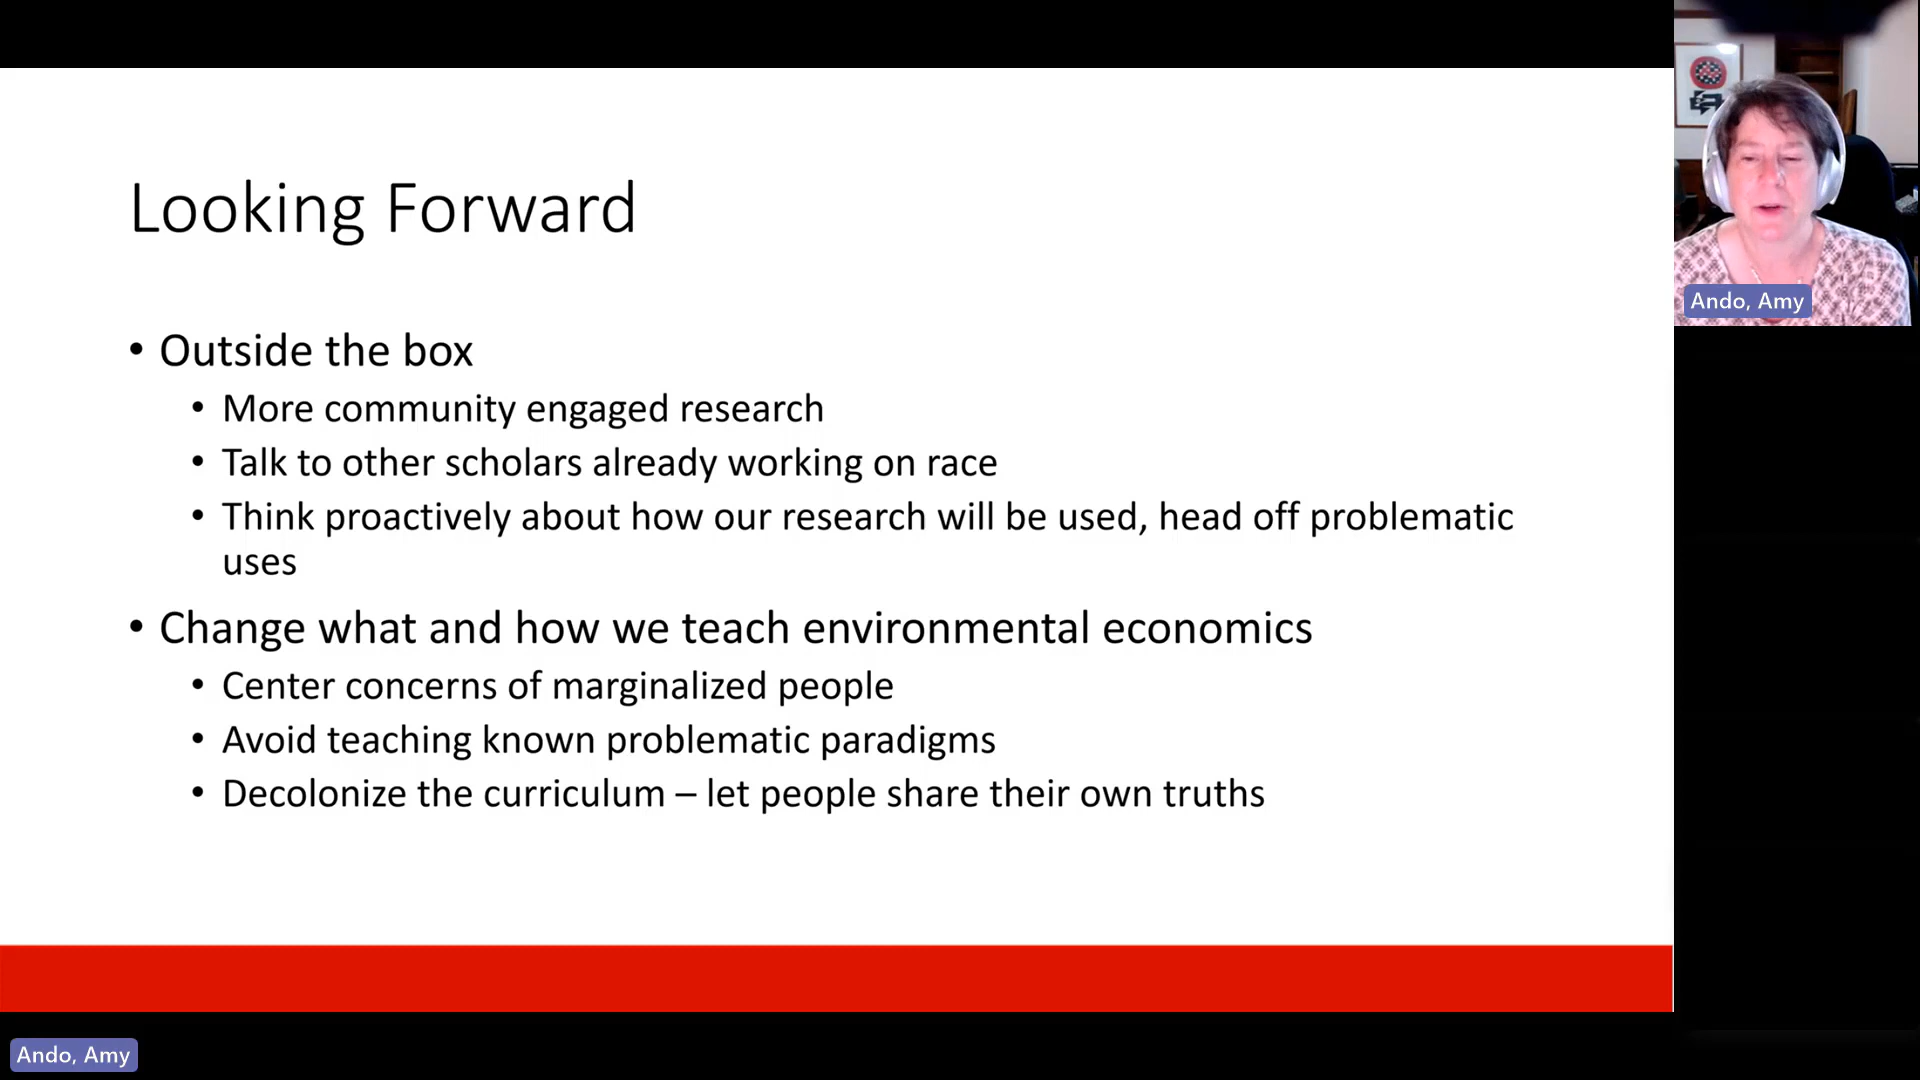 Looking Forward
• Outside the box
• More community engaged research
• Talk to other scholars already working on race
• Think proactively about how our research will be used, head off problematic
uses
• Change what and how we teach environmental economics
• Center concerns of marginalized people
• Avoid teaching known problematic paradigms
• Decolonize the curriculum – let people share their own truths
Ando, Amy
Ando, Amy